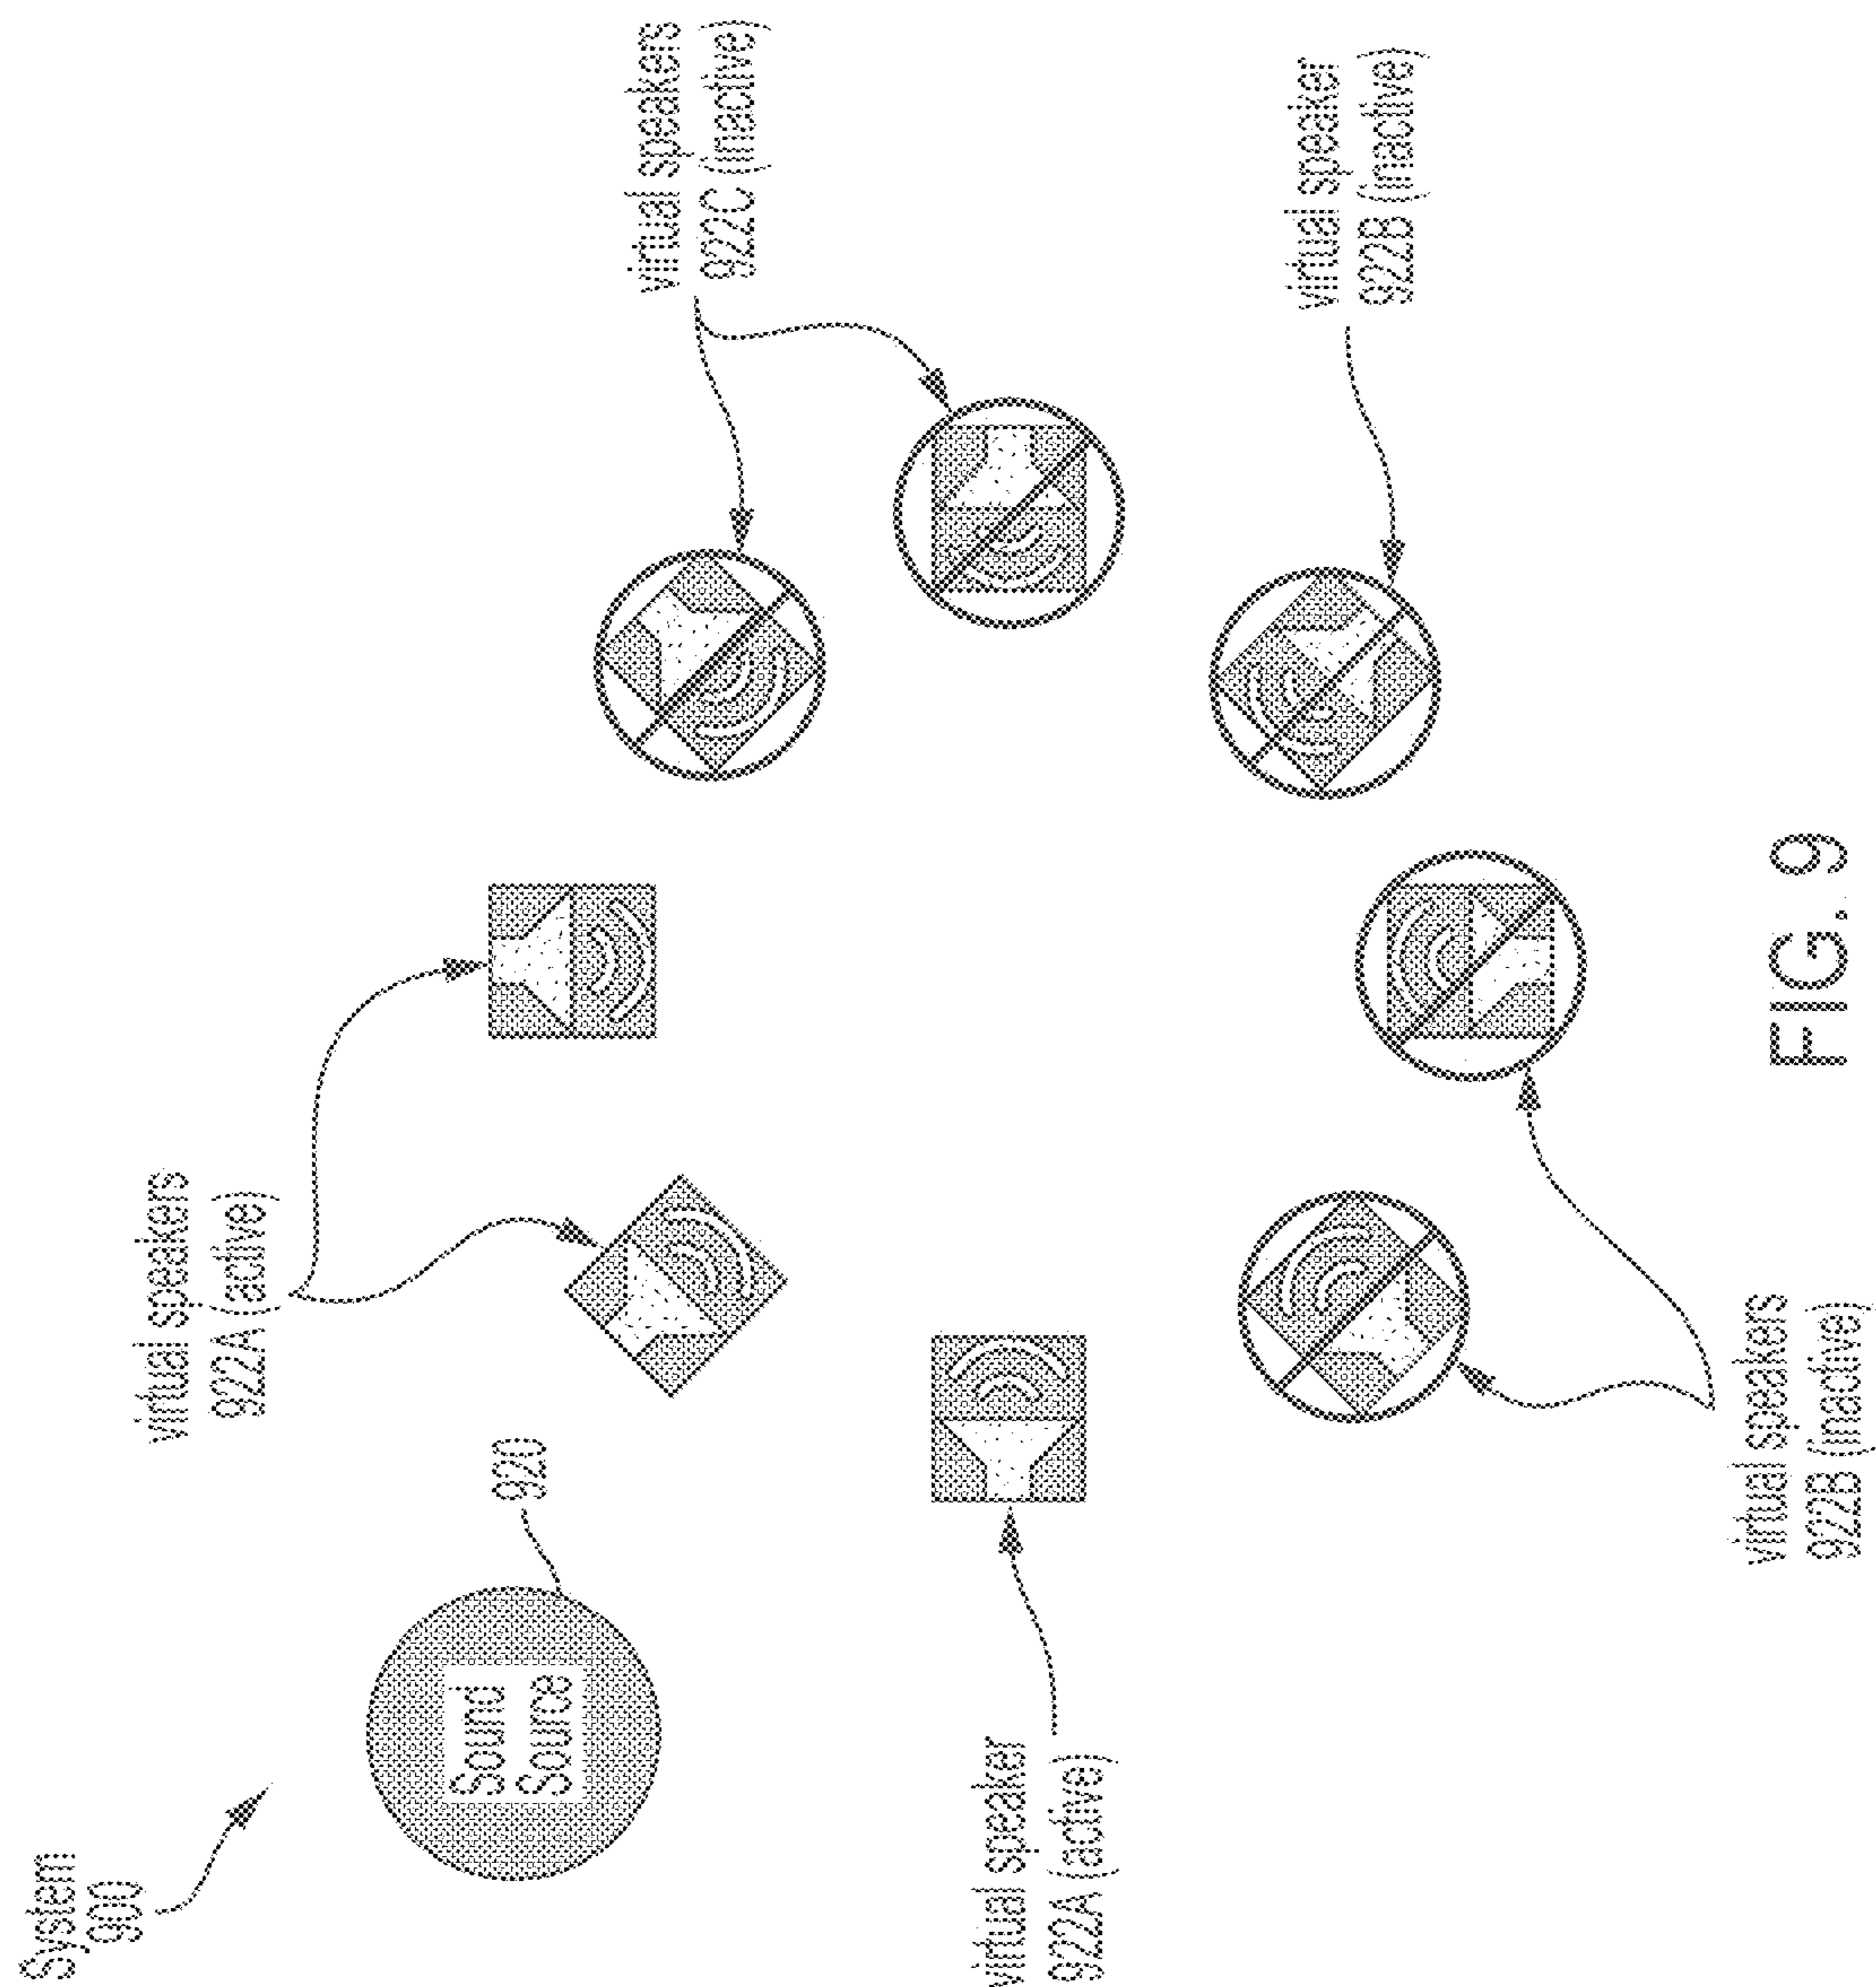 System
900
Sound
Source
920
virtual speakers
922A (active)
virtual speakers
922C (inactive)
virtual speaker
922A (active)
virtual speaker
922B (inactive)
virtual speakers
922B (inactive)
FIG. 9